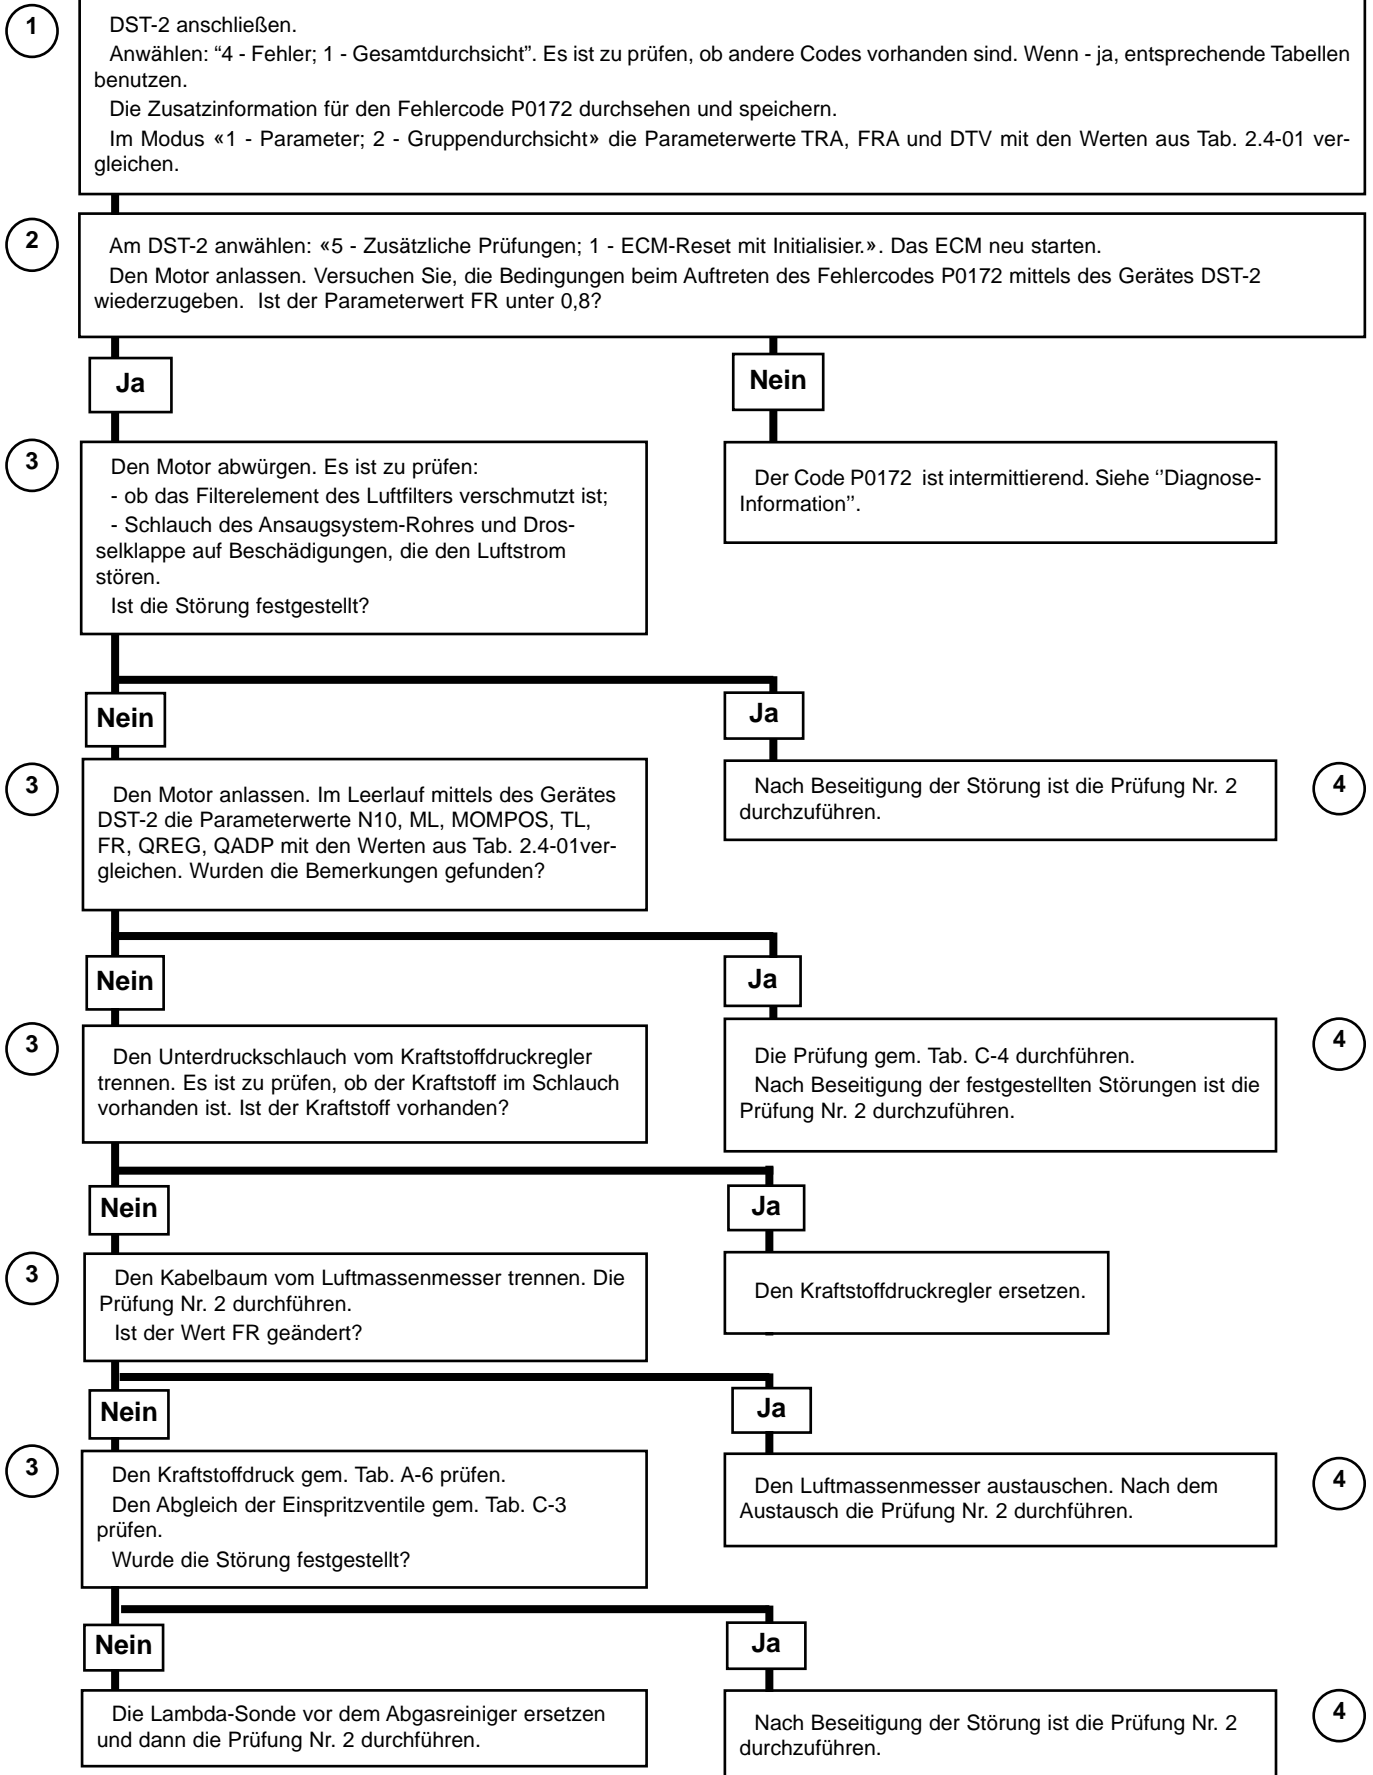 1
DST-2 anschließen.
Anwählen: “4 - Fehler; 1 - Gesamtdurchsicht”. Es ist zu prüfen, ob andere Codes vorhanden sind. Wenn - ja, entsprechende Tabellen
benutzen.
Die Zusatzinformation für den Fehlercode P0172 durchsehen und speichern.
Im Modus «1 - Parameter; 2 - Gruppendurchsicht» die Parameterwerte TRA, FRA und DTV mit den Werten aus Tab. 2.4-01 ver-
gleichen.
2
Am DST-2 anwählen: «5 - Zusätzliche Prüfungen; 1 - ECM-Reset mit Initialisier.». Das ECM neu starten.
Den Motor anlassen. Versuchen Sie, die Bedingungen beim Auftreten des Fehlercodes P0172 mittels des Gerätes DST-2
wiederzugeben. Ist der Parameterwert FR unter 0,8?
Ja
Nein
3
Den Motor abwürgen. Es ist zu prüfen:
- ob das Filterelement des Luftfilters verschmutzt ist;
- Schlauch des Ansaugsystem-Rohres und Dros-
selklappe auf Beschädigungen, die den Luftstrom
stören.
Ist die Störung festgestellt?
Der Code P0172 ist intermittierend. Siehe ‘’Diagnose-
Information’’.
Nein
Ja
3
Den Motor anlassen. Im Leerlauf mittels des Gerätes
DST-2 die Parameterwerte N10, ML, MOMPOS, TL,
FR, QREG, QADP mit den Werten aus Tab. 2.4-01ver-
gleichen. Wurden die Bemerkungen gefunden?
Nach Beseitigung der Störung ist die Prüfung Nr. 2
durchzuführen.
4
Nein
Ja
3
Den Unterdruckschlauch vom Kraftstoffdruckregler
trennen. Es ist zu prüfen, ob der Kraftstoff im Schlauch
vorhanden ist. Ist der Kraftstoff vorhanden?
Die Prüfung gem. Tab. C-4 durchführen.
Nach Beseitigung der festgestellten Störungen ist die
Prüfung Nr. 2 durchzuführen.
4
Nein
Ja
3
Den Kabelbaum vom Luftmassenmesser trennen. Die
Prüfung Nr. 2 durchführen.
Ist der Wert FR geändert?
Den Kraftstoffdruckregler ersetzen.
Nein
Ja
3
Den Kraftstoffdruck gem. Tab. A-6 prüfen.
Den Abgleich der Einspritzventile gem. Tab. C-3
prüfen.
Wurde die Störung festgestellt?
Den Luftmassenmesser austauschen. Nach dem
Austausch die Prüfung Nr. 2 durchführen.
4
Nein
Ja
Die Lambda-Sonde vor dem Abgasreiniger ersetzen
und dann die Prüfung Nr. 2 durchführen.
Nach Beseitigung der Störung ist die Prüfung Nr. 2
durchzuführen.
4